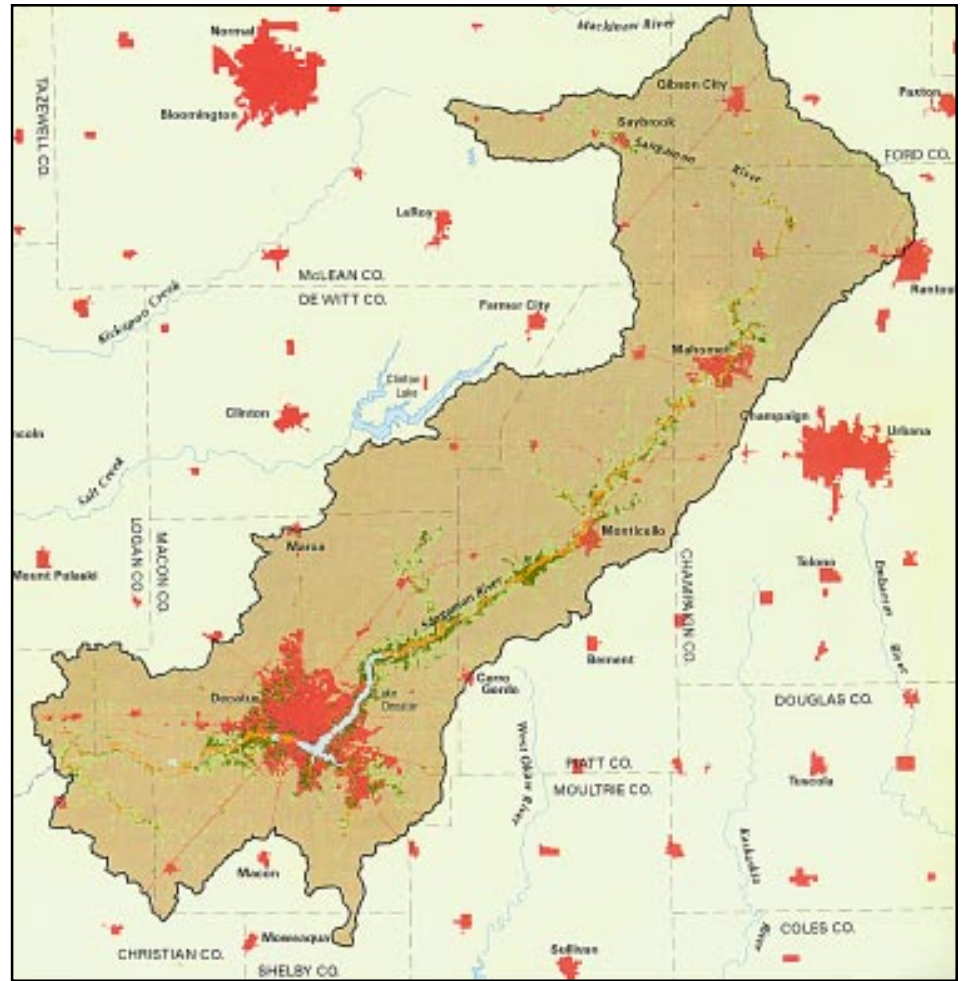 Mackinaw River
Normal
TAZEWELL CO.
Gibson City
Paxton
Bloomington
Saybrook
Sangamon
River
FORD CO.
LeRoy
McLEAN CO.
DE WITT CO.
Rantoul
Kickapoo Creek
Farmer City
Mahomet
Clinton
Lake
Clinton
Champaign
Urbana
ncoln
Salt Creek
LOGAN CO.
MACON CO.
Maroa
Monticello
Mount Pulaski
CHAMPAIGN CO.
Tolono
Embarras
River
Sangamon River
Bement
Cerro
Gordo
Decatur
Lake
Decatur
DOUGLAS CO.
West Okaw River
PIATT CO.
MOULTRIE CO.
Tuscola
Kaskaskia
River
Macon
COLES CO.
Moweaqua
CHRISTIAN CO.
SHELBY CO.
Sullivan